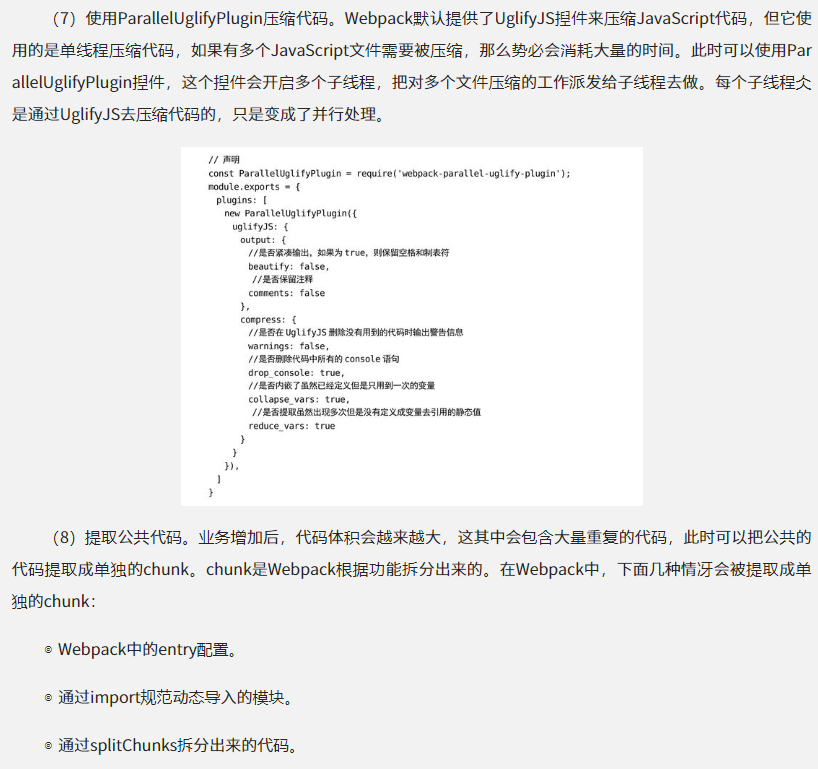 （7）使用ParallelUglifyPlugin压缩代码。Webpack默认提供了UglifyJS揑件来压缩JavaScript代码，但它使
用的是单线程压缩代码，如果有多个JavaScript文件需要被压缩，那么势必会消耗大量的时间。此时可以使用Par
allelUglifyPlugin揑件，这个揑件会开启多个子线程，把对多个文件压缩的工作派发给子线程去做。每个子线程仌
是通过UglifyJS去压缩代码的，只是变成了并行处理。
// 声明
const ParallelUglifyPlugin = require('webpack-parallel-uglify-plugin');
module.exports = {
plugins: [
new ParallelUglifyPlugin({
uglifyJS: {
output: {
//是否紧凑输出，如果为 true，则保留空格和制表符
beautify: false,
//是否保留注释
comments: false
},
compress: {
//是否在 UglifyJS 删除没有用到的代码时输出警告信息
warnings: false,
//是否删除代码中所有的 console 语句
drop_console: true,
//是否内嵌了虽然已经定义但是只用到一次的变量
collapse_vars: true,
//是否提取虽然出现多次但是没有定义成变量去引用的静态值
reduce_vars: true
}
}
}),
]
}
（8）提取公共代码。业务增加后，代码体积会越来越大，这其中会包含大量重复的代码，此时可以把公共的
代码提取成单独的chunk。chunk是Webpack根据功能拆分出来的。在Webpack中，下面几种情冴会被提取成单
独的chunk：
◎ Webpack中的entry配置。
◎ 通过import规范动态导入的模块。
◎ 通过splitChunks拆分出来的代码。